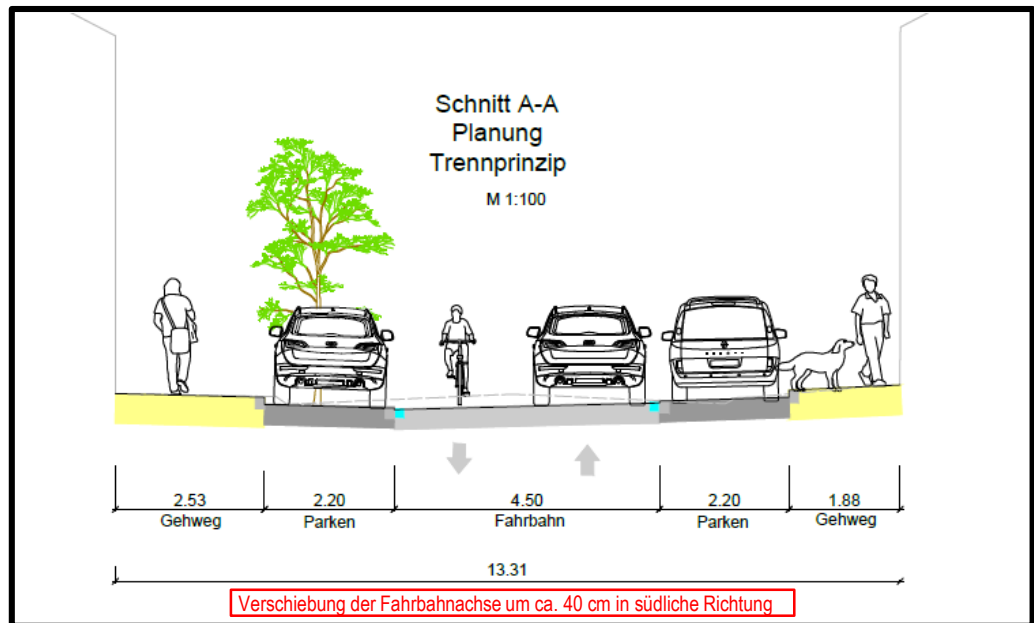 Schnitt A-A
Planung
Trennprinzip
M 1:100
2.53 2.20 4.50 2.20 1.88
Gehweg Parken Fahrbahn Parken Gehweg
13.31
Verschiebung der Fahrbahnachse um ca. 40 cm in südliche Richtung